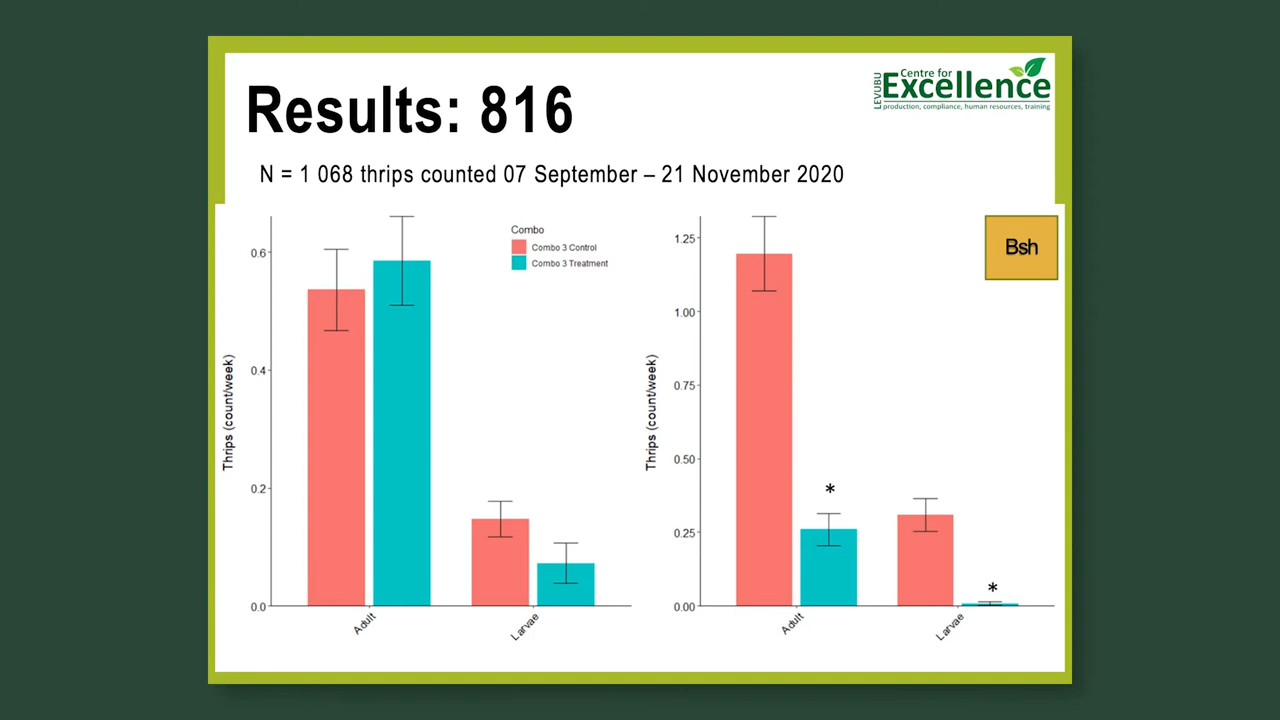 Results: 816
LEVUBU
Centre for
Excellence
production, compliance, human resources, training
N = 1 068 thrips counted 07 September – 21 November 2020
Thrips (count/week)
0.6
0.4
0.2
0.0
Combo
Combo 3 Control
Combo 3 Treatment
Adult
Larvae
Thrips (count/week)
1.25
1.00
0.75
0.50
0.25
0.00
Bsh
*
*
Adult
Larvae